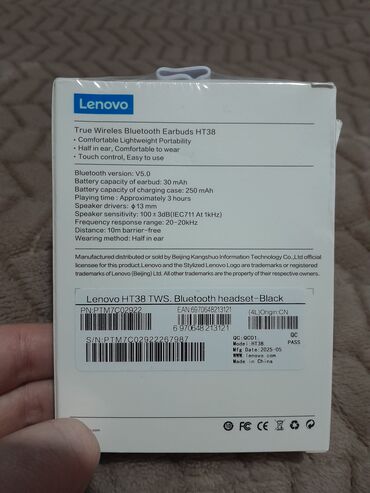 Lenovo
True Wireles Bluetooth Earbuds HT38
• Comfortable Lightweight Portability
• Half in ear, Comfortable to wear
• Touch control, Easy to use
Bluetooth version: V5.0
Battery capacity of earbud: 30 mAh
Battery capacity of charging case: 250 mAh
Playing time : Approximately 3 hours
Speaker drivers: ϕ13 mm
Speaker sensitivity: 100 ± 3dB(IEC711 At 1kHz)
Frequency response range: 20-20kHz
Distance: 10m barrier-free
Wearing method: Half in ear
Manufactured distributed or sold by Beijing Kangshuo Information Technology Co.,Ltd official
licensee for this product Lenovo and the Stylized Lenovo Logo are trademarks or registered
trademarks of Lenovo (Beijing) Ltd. All other trademarks are the property of their respective owners.
Lenovo HT38 TWS. Bluetooth headset-Black
PN:PTM7C02922
EAN:6970648213121
(4L)Origin:CN
6 970648 213121
S/N:PTM7C02922267987
QC:QC01
QC
PASS
Model:HT38
Mfg Date:2025-05
WWW.lenovo.com
Made in China